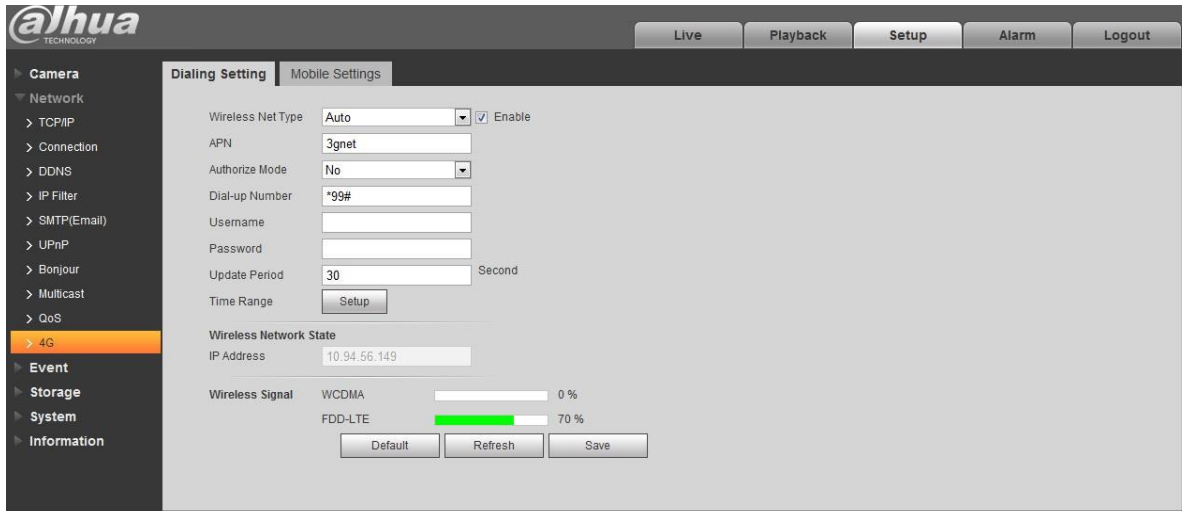 alhua
TECHNOLOGY
Live Playback Setup Alarm Logout
Camera
Network
TCP/IP
Connection
DDNS
IP Filter
SMTP(Email)
UPnP
Bonjour
Multicast
QoS
4G
Event
Storage
System
Information
Dialing Setting Mobile Settings
Wireless Net Type Auto Enable
APN 3gnet
Authorize Mode No
Dial-up Number *99#
Username
Password
Update Period 30 Second
Time Range Setup
Wireless Network State
IP Address 10.94.56.149
Wireless Signal WCDMA 0 %
FDD-LTE 70 %
Default Refresh Save